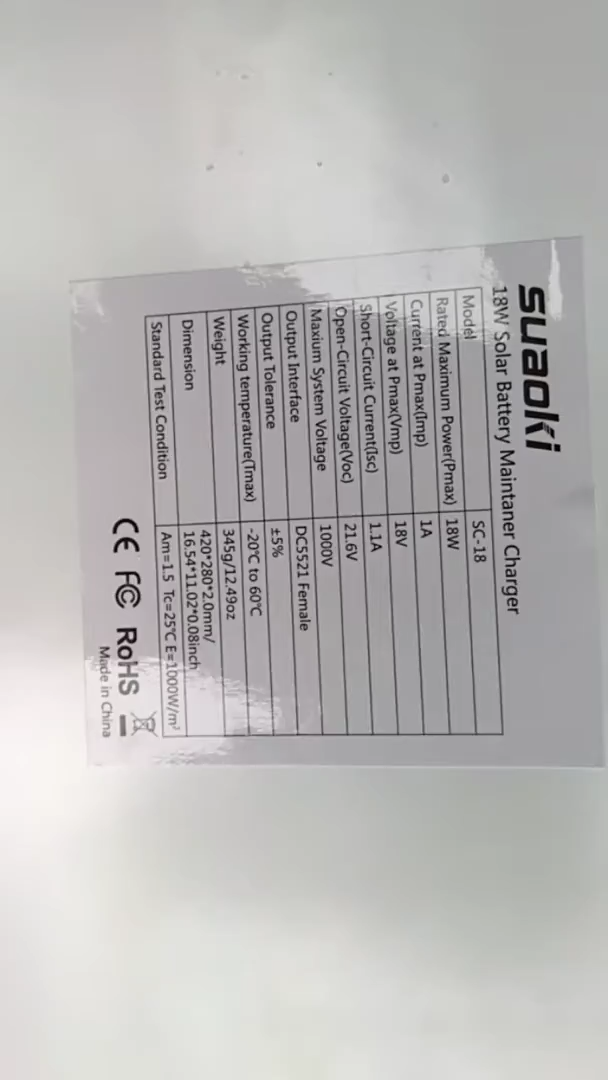 suaoki
18W Solar Battery Maintaner Charger
Model SC-18
Rated Maximum Power(Pmax) 18W
Current at Pmax(Imp) 1A
Voltage at Pmax(Vmp) 18V
Short-Circuit Current(Isc) 1.1A
Open-Circuit Voltage(Voc) 21.6V
Maxium System Voltage 1000V
Output Interface DC5521 Female
Output Tolerance ±5%
Working temperature(Tmax) -20℃ to 60℃
Weight 345g/12.49oz
Dimension 420*280*2.0mm/
16.54*11.02*0.08inch
Standard Test Condition Am=1.5 Tc=25℃ E=1000W/m²
CE FC RoHS
Made in China